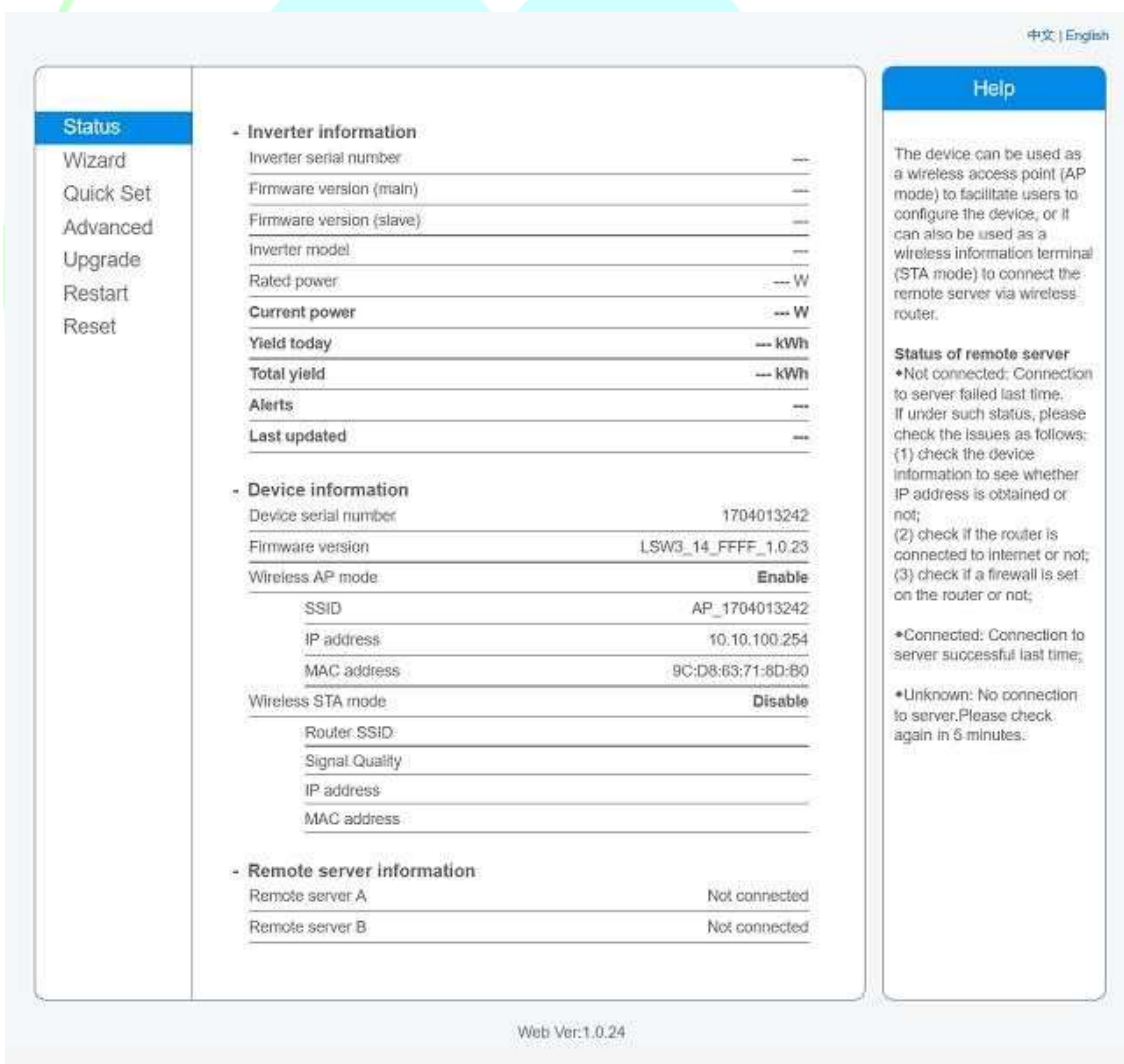 中文 | English
Status
Wizard
Quick Set
Advanced
Upgrade
Restart
Reset
- Inverter information
Inverter serial number ---
Firmware version (main) ---
Firmware version (slave) ---
Inverter model ---
Rated power --- W
Current power --- W
Yield today --- kWh
Total yield --- kWh
Alerts ---
Last updated ---
- Device information
Device serial number 1704013242
Firmware version LSW3_14_FFFF_1.0.23
Wireless AP mode Enable
SSID AP_1704013242
IP address 10.10.100.254
MAC address 9C:D8:63:71:8D:B0
Wireless STA mode Disable
Router SSID
Signal Quality
IP address
MAC address
- Remote server information
Remote server A Not connected
Remote server B Not connected
Help
The device can be used as
a wireless access point (AP
mode) to facilitate users to
configure the device, or it
can also be used as a
wireless information terminal
(STA mode) to connect the
remote server via wireless
router.
Status of remote server
◆Not connected: Connection
to server failed last time.
If under such status, please
check the issues as follows:
(1) check the device
information to see whether
IP address is obtained or
not;
(2) check if the router is
connected to internet or not;
(3) check if a firewall is set
on the router or not;
◆Connected: Connection to
server successful last time;
◆Unknown: No connection
to server.Please check
again in 5 minutes.
Web Ver:1.0.24